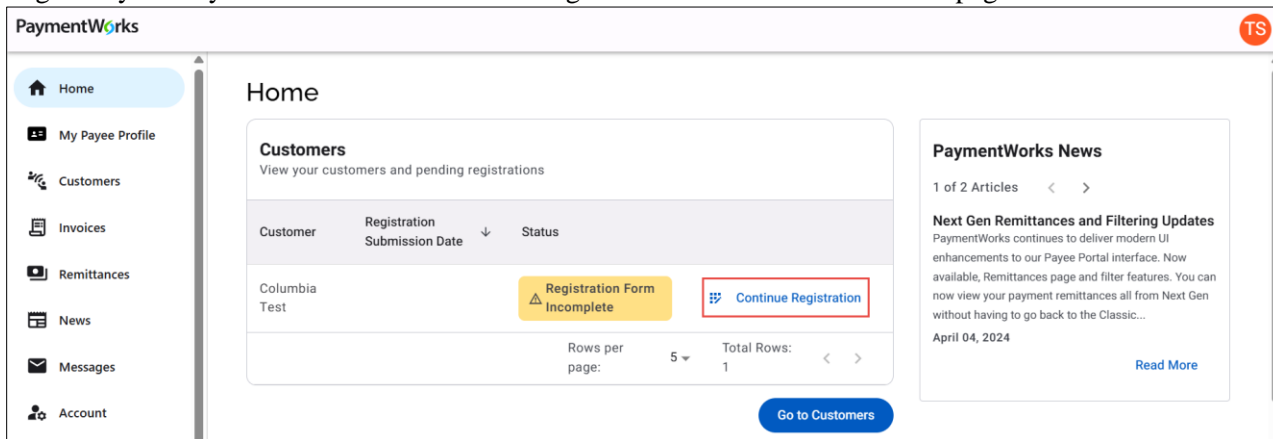 PaymentWorks
TS
Home
My Payee Profile
Customers
Invoices
Remittances
News
Messages
Account
Home
Customers
View your customers and pending registrations
Customer
Registration
Submission Date
Status
Columbia
Test
Registration Form
Incomplete
Continue Registration
Rows per
page:
5
Total Rows:
1
Go to Customers
PaymentWorks News
1 of 2 Articles
Next Gen Remittances and Filtering Updates
PaymentWorks continues to deliver modern UI
enhancements to our Payee Portal interface. Now
available, Remittances page and filter features. You can
now view your payment remittances all from Next Gen
without having to go back to the Classic...
April 04, 2024
Read More